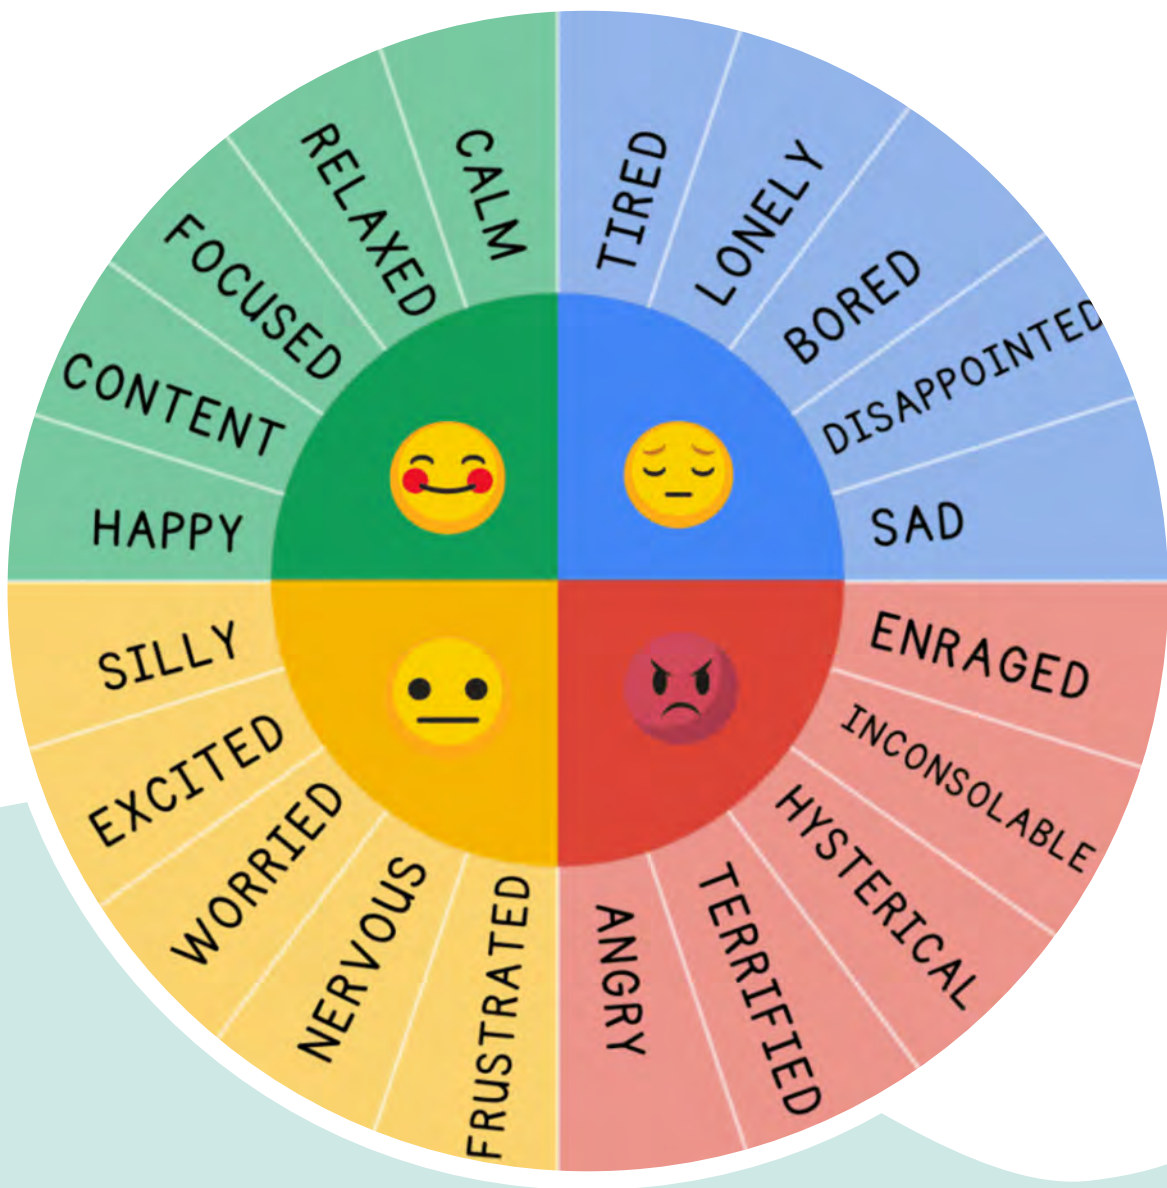 CALM
RELAXED
FOCUSED
CONTENT
HAPPY
TIRED
LONELY
BORED
DISAPPOINTED
SAD
SILLY
EXCITED
WORRIED
NERVOUS
FRUSTRATED
ENRAGED
INCONSOLABLE
HYSTERICAL
TERRIFIED
ANGRY